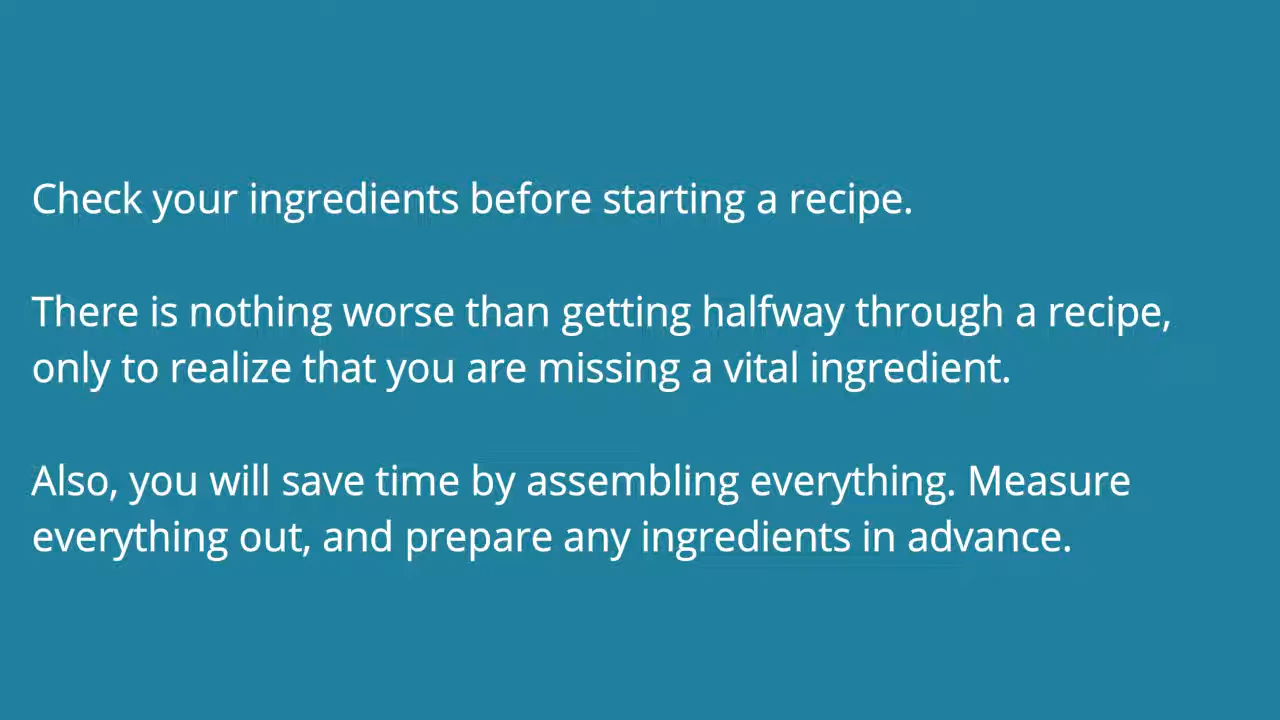 Check your ingredients before starting a recipe.
There is nothing worse than getting halfway through a recipe,
only to realize that you are missing a vital ingredient.
Also, you will save time by assembling everything. Measure
everything out, and prepare any ingredients in advance.